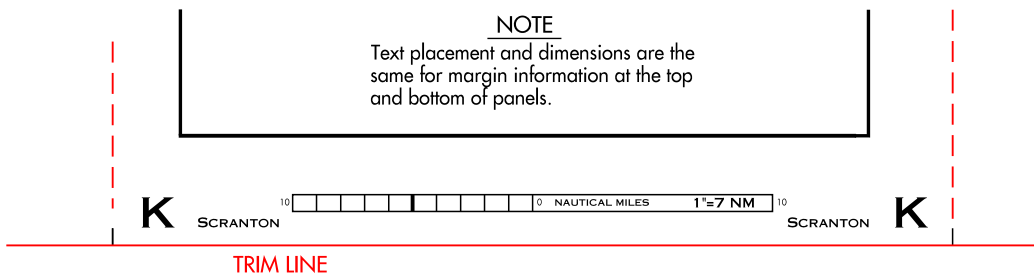 NOTE
Text placement and dimensions are the
same for margin information at the top
and bottom of panels.
K SCRANTON 10 0 NAUTICAL MILES 1"=7 NM 10 SCRANTON K
TRIM LINE